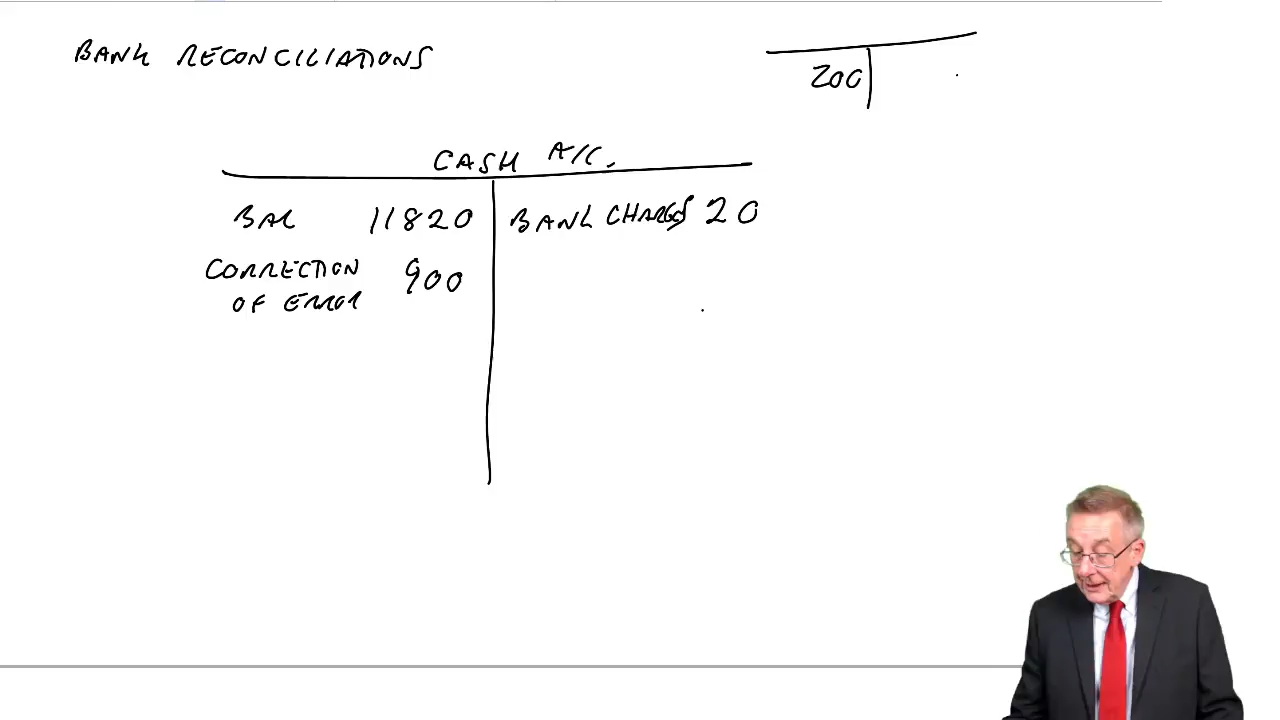 BANK RECONCILIATIONS
200
CASH A/C.
BAL 11820 BANK CHARGES 20
CORRECTION 900
OF ERROR